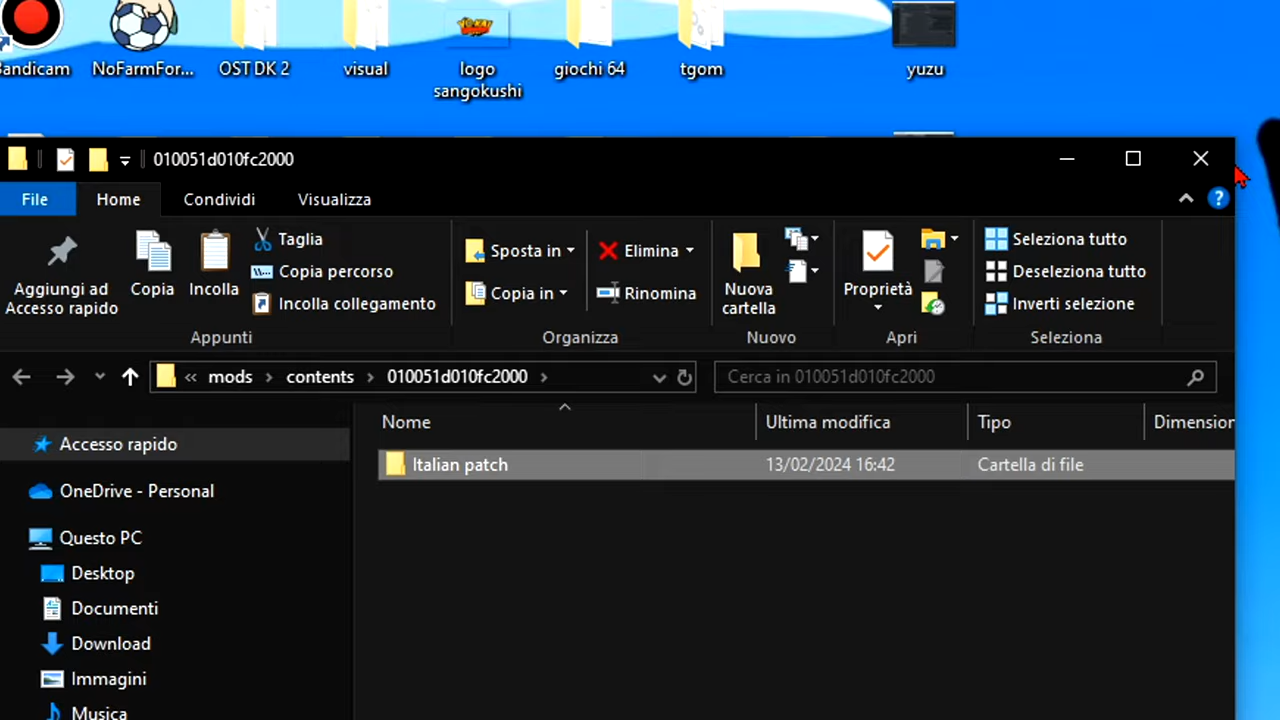 Bandicam
NoFarmFor...
OST DK 2
visual
logo
sangokushi
giochi 64
tgom
yuzu
010051d010fc2000
File
Home
Condividi
Visualizza
Aggiungi ad
Accesso rapido
Copia
Incolla
Taglia
Copia percorso
Incolla collegamento
Appunti
Sposta in
Copia in
Elimina
Rinomina
Organizza
Nuova
cartella
Nuovo
Proprietà
Apri
Seleziona tutto
Deseleziona tutto
Inverti selezione
Seleziona
« mods > contents > 010051d010fc2000 >
Cerca in 010051d010fc2000
Nome
Ultima modifica
Tipo
Dimension
Italian patch
13/02/2024 16:42
Cartella di file
Accesso rapido
OneDrive - Personal
Questo PC
Desktop
Documenti
Download
Immagini
Musica